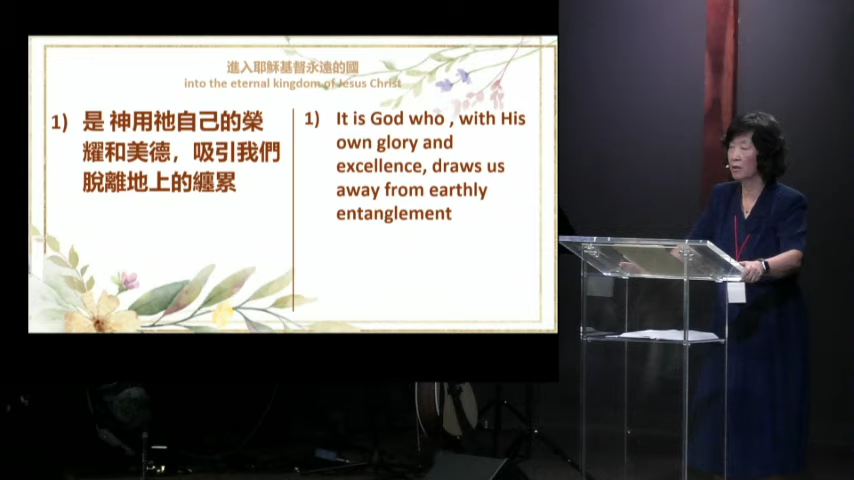 進入耶穌基督永遠的國
into the eternal kingdom of Jesus Christ
1) 是 神用祂自己的榮
耀和美德，吸引我們
脫離地上的纏累
1) It is God who , with His
own glory and
excellence, draws us
away from earthly
entanglement